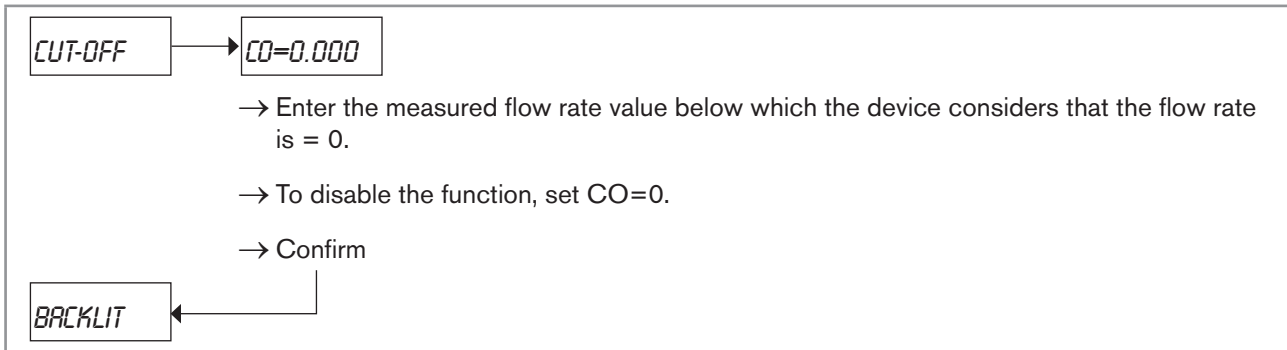 CUT-OFF
CO=0.000
→ Enter the measured flow rate value below which the device considers that the flow rate
is = 0.
→ To disable the function, set CO=0.
→ Confirm
BACKLIT